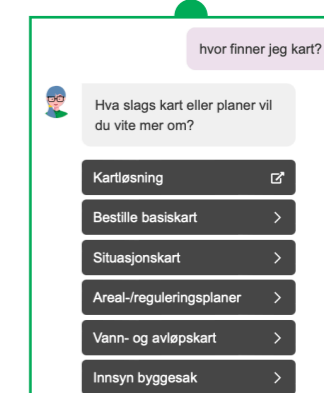 hvor finner jeg kart?
Hva slags kart eller planer vil
du vite mer om?
Kartløsning
Bestille basiskart
Situasjonskart
Areal-/reguleringsplaner
Vann- og avløpskart
Innsyn byggesak